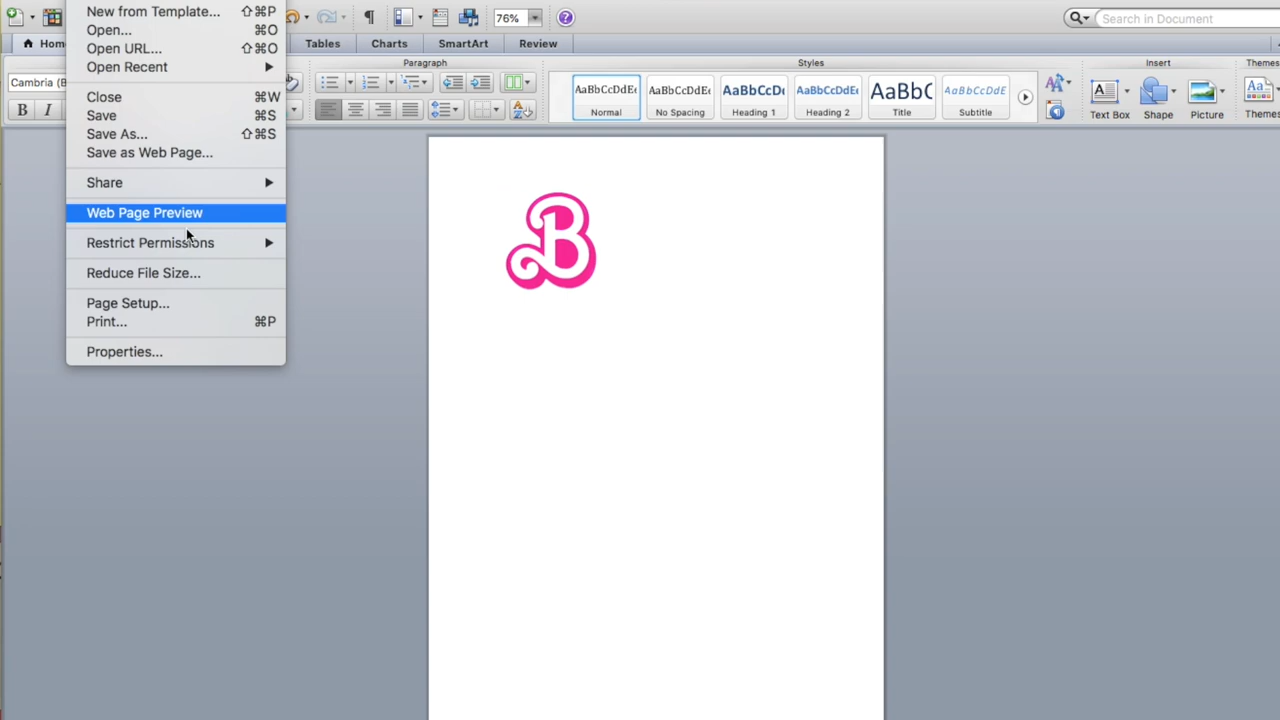 New from Template... ⇧⌘P
Open... ⌘O
Open URL... ⇧⌘O
Open Recent
Close ⌘W
Save ⌘S
Save As... ⇧⌘S
Save as Web Page...
Share
Web Page Preview
Restrict Permissions
Reduce File Size...
Page Setup...
Print... ⌘P
Properties...
76%
Search in Document
Tables Charts SmartArt Review
Paragraph Styles Insert Themes
Cambria (B
B I
AaBbCcDdEe AaBbCcDdEe AaBbCcDd AaBbCcDdEe AaBbC AaBbCcDdE
Normal No Spacing Heading 1 Heading 2 Title Subtitle
Text Box Shape Picture Themes
B